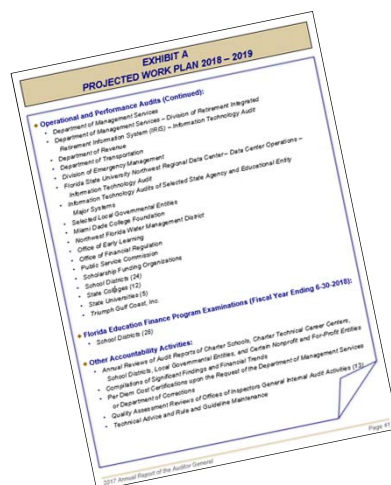 EXHIBIT A
PROJECTED WORK PLAN 2018 – 2019
Operational and Performance Audits (Continued):
• Department of Management Services
• Department of Management Services – Division of Retirement Integrated
Retirement Information System (IRIS) – Information Technology Audit
• Department of Revenue
• Department of Transportation
• Division of Emergency Management
• Florida State University Northwest Regional Data Center – Data Center Operations –
Information Technology Audit
• Information Technology Audits of Selected State Agency and Educational Entity
Major Systems
• Selected Local Governmental Entities
• Miami Dade College Foundation
• Northwest Florida Water Management District
• Office of Early Learning
• Office of Financial Regulation
• Public Service Commission
• Scholarship Funding Organizations
• School Districts (24)
• State Colleges (12)
• State Universities (5)
• Triumph Gulf Coast, Inc.
Florida Education Finance Program Examinations (Fiscal Year Ending 6-30-2018):
• School Districts (26)
Other Accountability Activities:
• Annual Reviews of Audit Reports of Charter Schools, Charter Technical Career Centers,
School Districts, Local Governmental Entities, and Certain Nonprofit and For-Profit Entities
• Compilations of Significant Findings and Financial Trends
• Per Diem Cost Certifications upon the Request of the Department of Management Services
or Department of Corrections
• Quality Assessment Reviews of Offices of Inspectors General Internal Audit Activities (13)
• Technical Advice and Rule and Guideline Maintenance
2017 Annual Report of the Auditor General
Page 41